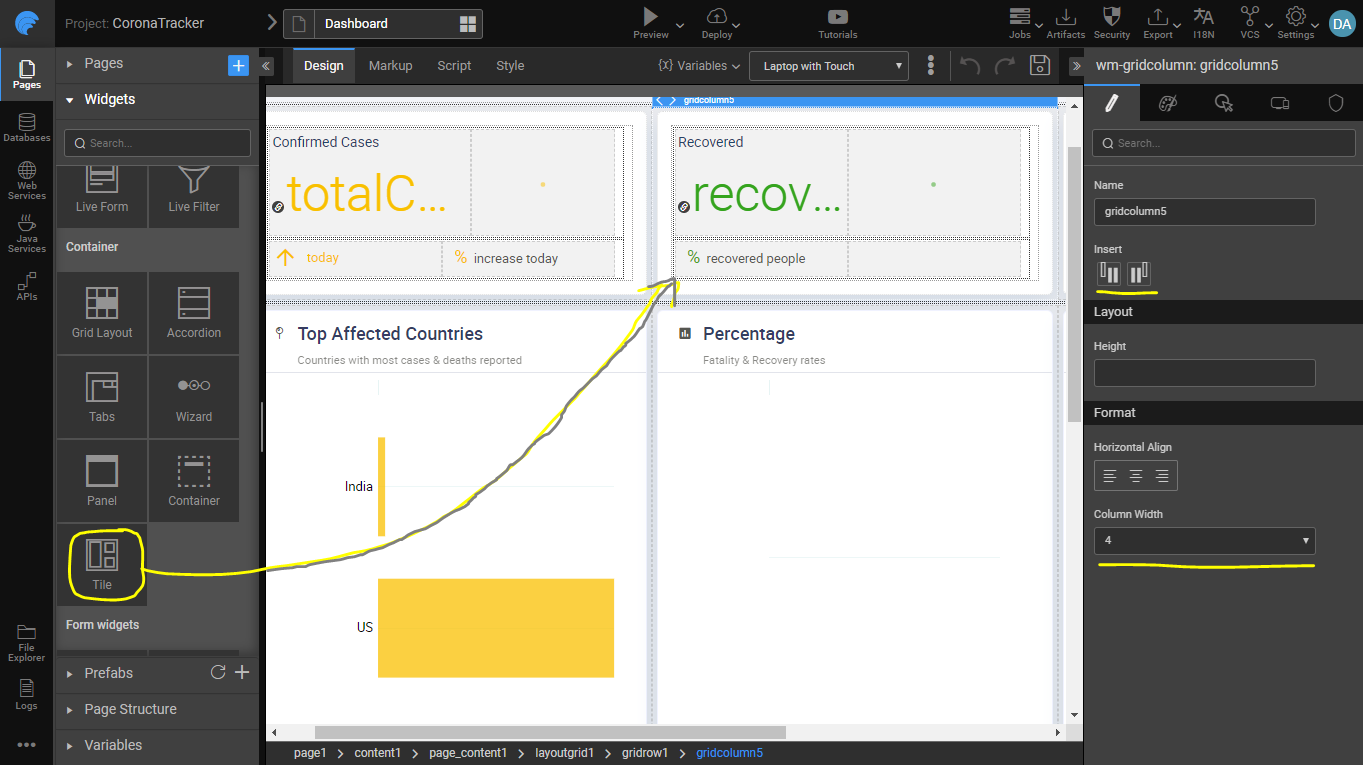 Project: CoronaTracker
Dashboard
Preview
Deploy
Tutorials
Jobs
Artifacts
Security
Export
I18N
VCS
Settings
DA
Pages
Databases
Web
Services
Java
Services
APIs
File
Explorer
Logs
Pages
Widgets
Search...
Live Form
Live Filter
Container
Grid Layout
Accordion
Tabs
Wizard
Panel
Container
Tile
Form widgets
Prefabs
Page Structure
Variables
Design
Markup
Script
Style
{x} Variables
Laptop with Touch
gridcolumn5
Confirmed Cases
totalC...
today
% increase today
Recovered
recov...
% recovered people
Top Affected Countries
Countries with most cases & deaths reported
India
US
Percentage
Fatality & Recovery rates
page1 > content1 > page_content1 > layoutgrid1 > gridrow1 > gridcolumn5
wm-gridcolumn: gridcolumn5
Search...
Name
gridcolumn5
Insert
Layout
Height
Format
Horizontal Align
Column Width
4